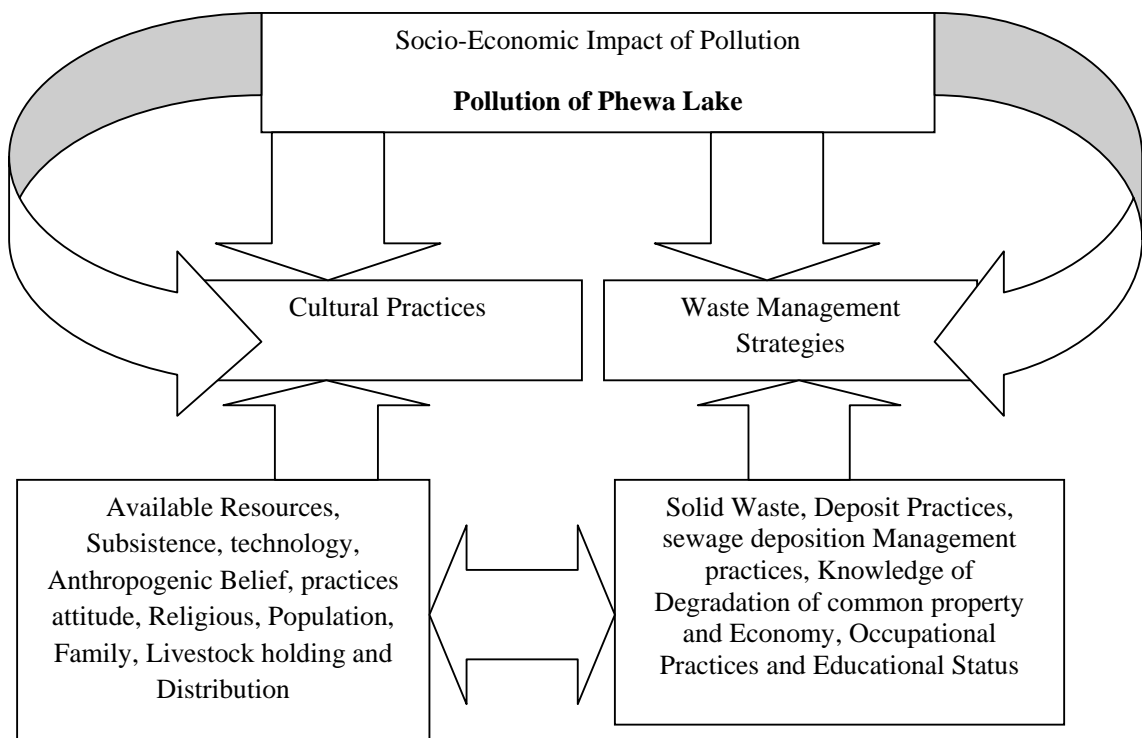 Socio-Economic Impact of Pollution
Pollution of Phewa Lake
Cultural Practices
Waste Management
Strategies
Available Resources,
Subsistence, technology,
Anthropogenic Belief, practices
attitude, Religious, Population,
Family, Livestock holding and
Distribution
Solid Waste, Deposit Practices,
sewage deposition Management
practices, Knowledge of
Degradation of common property
and Economy, Occupational
Practices and Educational Status